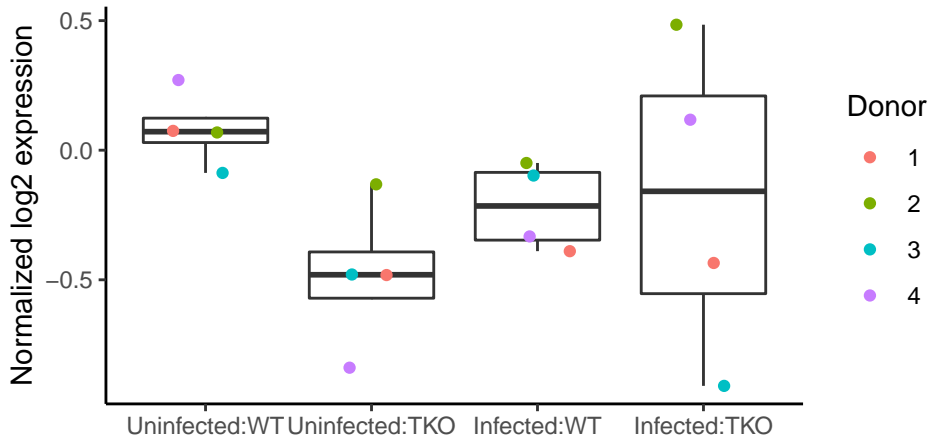 Normalized log2 expression
0.5
0.0
−0.5
Uninfected:WT
Uninfected:TKO
Infected:WT
Infected:TKO
Donor
1
2
3
4